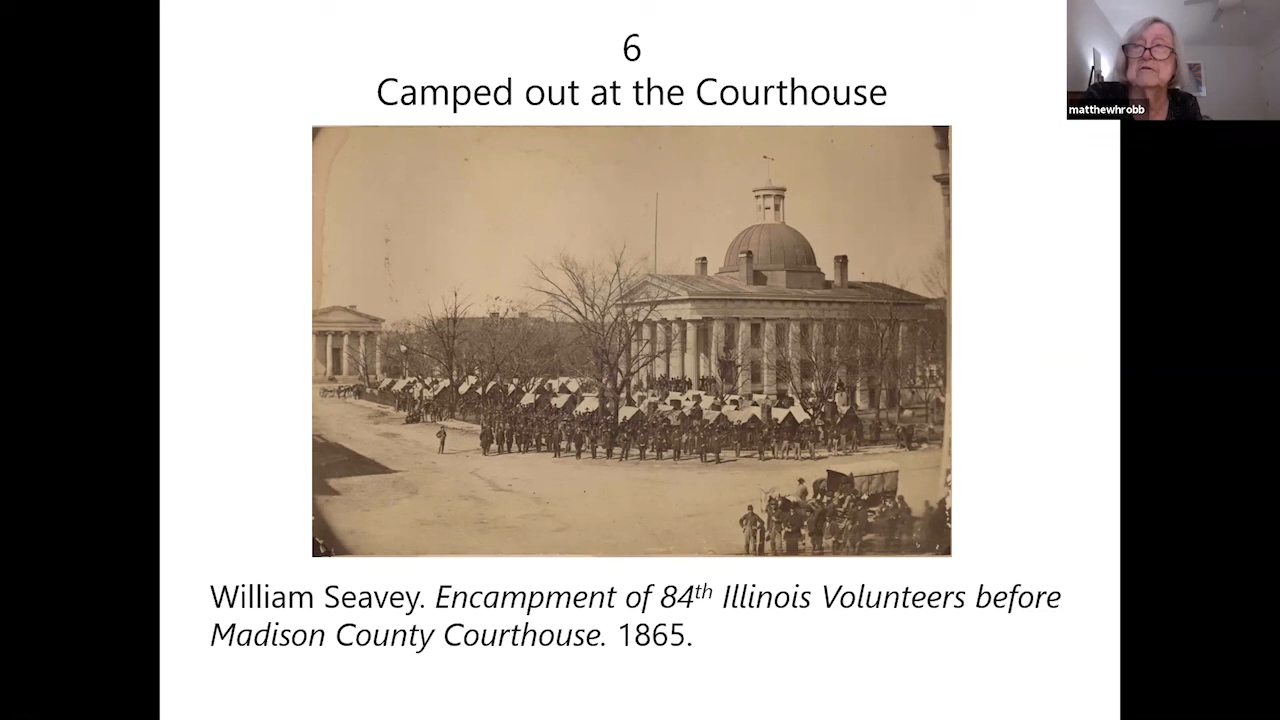 6
Camped out at the Courthouse
matthewhrobb
William Seavey. Encampment of 84th Illinois Volunteers before
Madison County Courthouse. 1865.